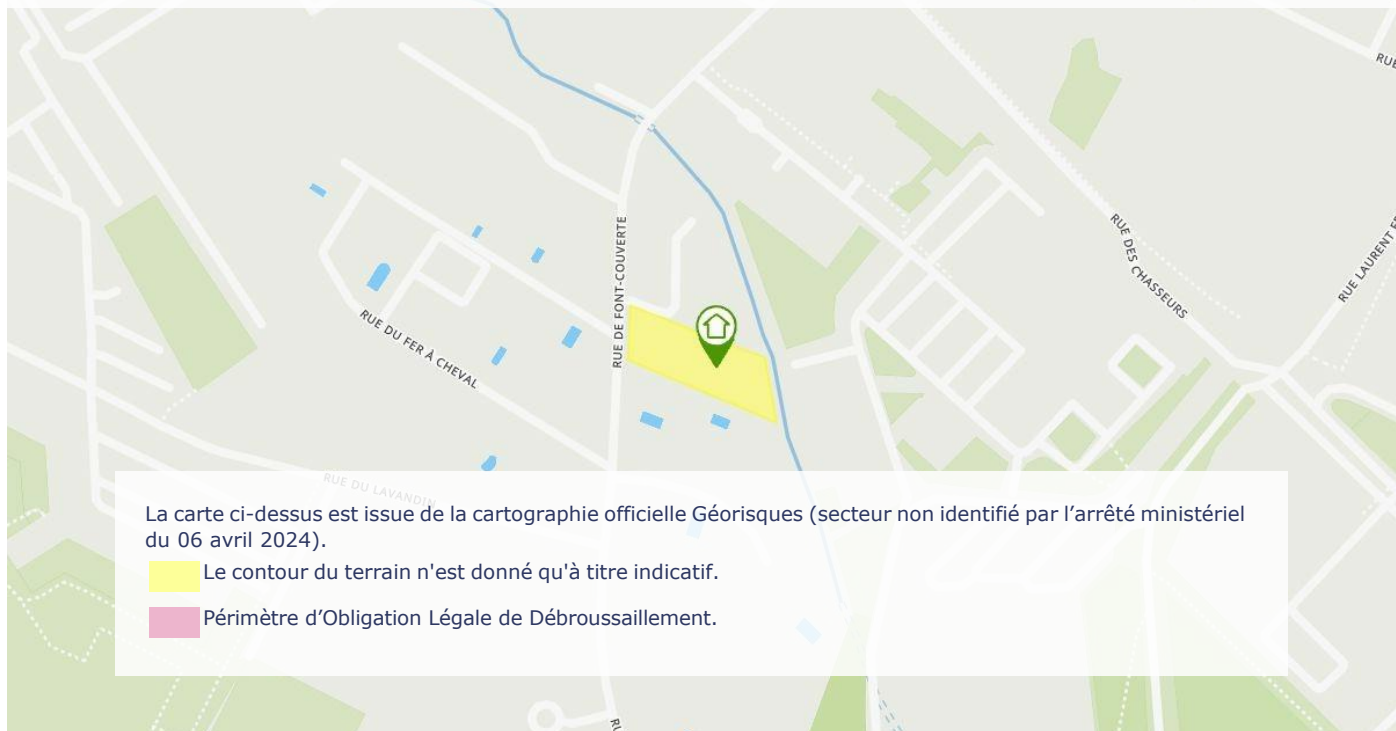 RUE
RUE DE FONT-COUVERTE
RUE DES CHASSEURS
RUE LAURENT
RUE DU FER À CHEVAL
RUE DU LAVANDIN
La carte ci-dessus est issue de la cartographie officielle Géorisques (secteur non identifié par l’arrêté ministériel
du 06 avril 2024).
Le contour du terrain n'est donné qu'à titre indicatif.
Périmètre d’Obligation Légale de Débroussaillement.